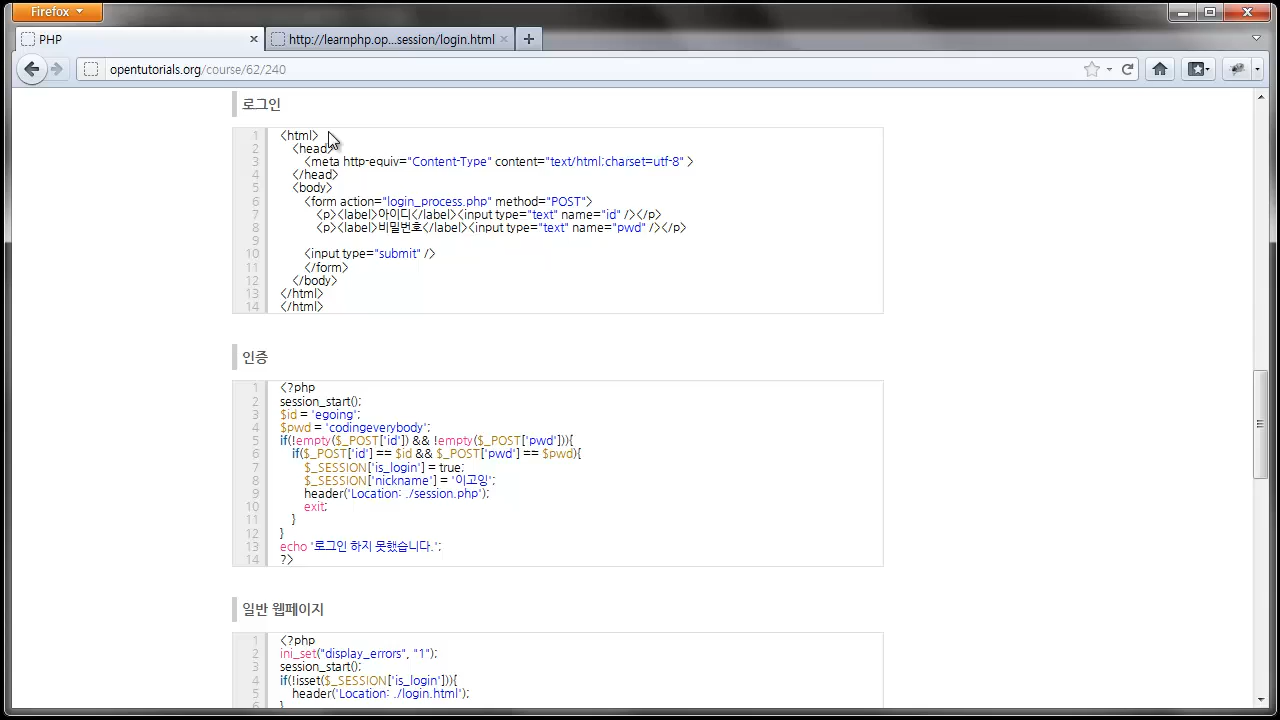 Firefox
PHP
http://learnphp.op...session/login.html
opentutorials.org/course/62/240
로그인
1 <html>
2 <head>
3 <meta http-equiv="Content-Type" content="text/html;charset=utf-8" >
4 </head>
5 <body>
6 <form action="login_process.php" method="POST">
7 <p><label>아이디</label><input type="text" name="id" /></p>
8 <p><label>비밀번호</label><input type="text" name="pwd" /></p>
9
10 <input type="submit" />
11 </form>
12 </body>
13 </html>
14 </html>
인증
1 <?php
2 session_start();
3 $id = 'egoing';
4 $pwd = 'codingeverybody';
5 if(!empty($_POST['id']) && !empty($_POST['pwd'])){
6 if($_POST['id'] == $id && $_POST['pwd'] == $pwd){
7 $_SESSION['is_login'] = true;
8 $_SESSION['nickname'] = '이고잉';
9 header('Location: ./session.php');
10 exit;
11 }
12 }
13 echo '로그인 하지 못했습니다.';
14 ?>
일반 웹페이지
1 <?php
2 ini_set("display_errors", "1");
3 session_start();
4 if(!isset($_SESSION['is_login'])){
5 header('Location: ./login.html');
6 }